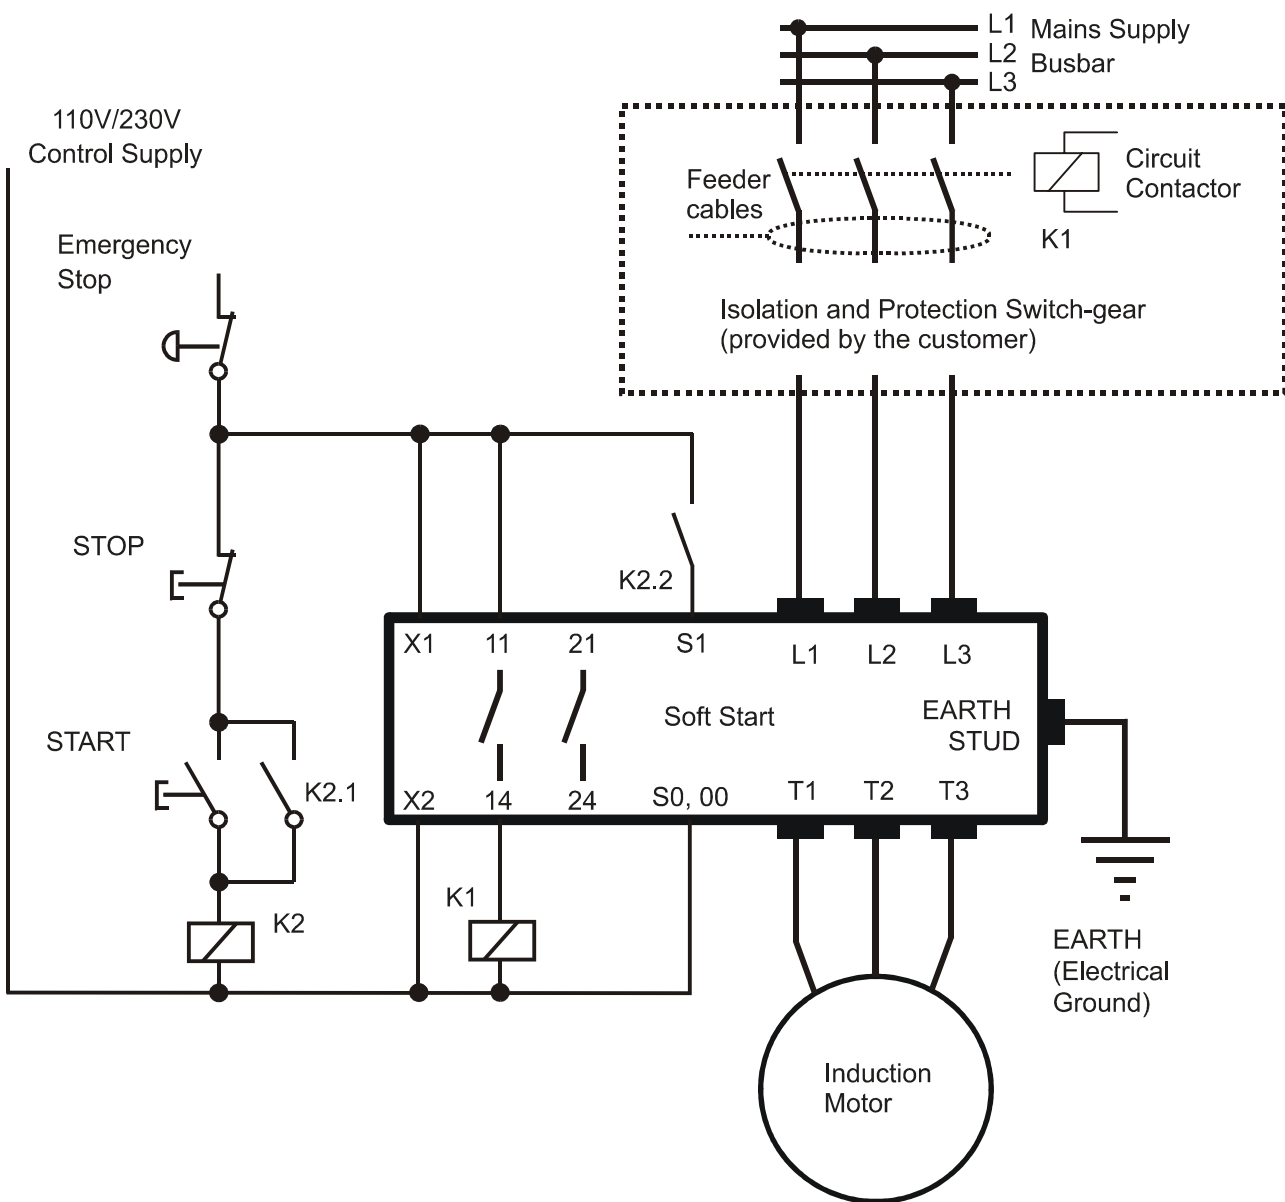 L1 Mains Supply
L2 Busbar
L3
110V/230V
Control Supply
Circuit
Contactor
K1
Feeder
cables
Emergency
Stop
Isolation and Protection Switch-gear
(provided by the customer)
STOP
K2.2
X1 11 21 S1 L1 L2 L3
Soft Start
EARTH
STUD
START
K2.1
X2 14 24 S0, 00 T1 T2 T3
K2
K1
EARTH
(Electrical
Ground)
Induction
Motor